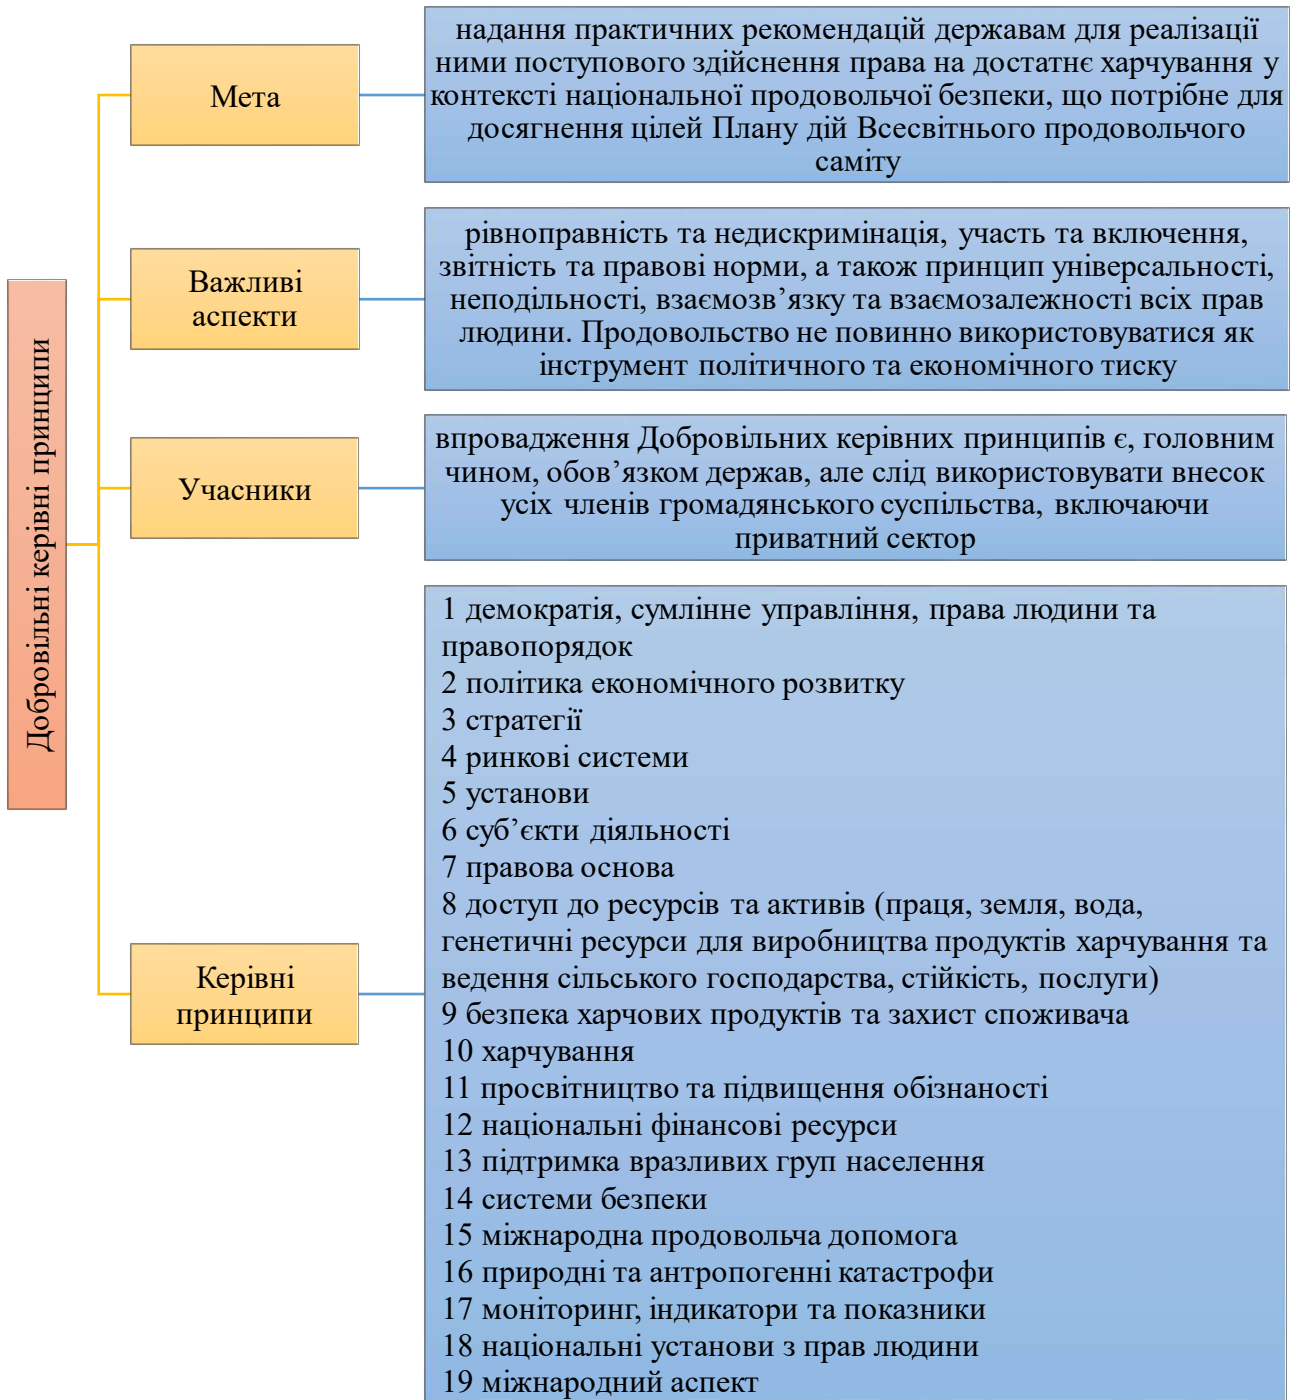 Добровільні керівні принципи
Мета
надання практичних рекомендацій державам для реалізації
ними поступового здійснення права на достатнє харчування у
контексті національної продовольчої безпеки, що потрібне для
досягнення цілей Плану дій Всесвітнього продовольчого
саміту
Важливі
аспекти
рівноправність та недискримінація, участь та включення,
звітність та правові норми, а також принцип універсальності,
неподільності, взаємозв’язку та взаємозалежності всіх прав
людини. Продовольство не повинно використовуватися як
інструмент політичного та економічного тиску
Учасники
впровадження Добровільних керівних принципів є, головним
чином, обов’язком держав, але слід використовувати внесок
усіх членів громадянського суспільства, включаючи
приватний сектор
Керівні
принципи
1 демократія, сумлінне управління, права людини та
правопорядок
2 політика економічного розвитку
3 стратегії
4 ринкові системи
5 установи
6 суб’єкти діяльності
7 правова основа
8 доступ до ресурсів та активів (праця, земля, вода,
генетичні ресурси для виробництва продуктів харчування та
ведення сільського господарства, стійкість, послуги)
9 безпека харчових продуктів та захист споживача
10 харчування
11 просвітництво та підвищення обізнаності
12 національні фінансові ресурси
13 підтримка вразливих груп населення
14 системи безпеки
15 міжнародна продовольча допомога
16 природні та антропогенні катастрофи
17 моніторинг, індикатори та показники
18 національні установи з прав людини
19 міжнародний аспект